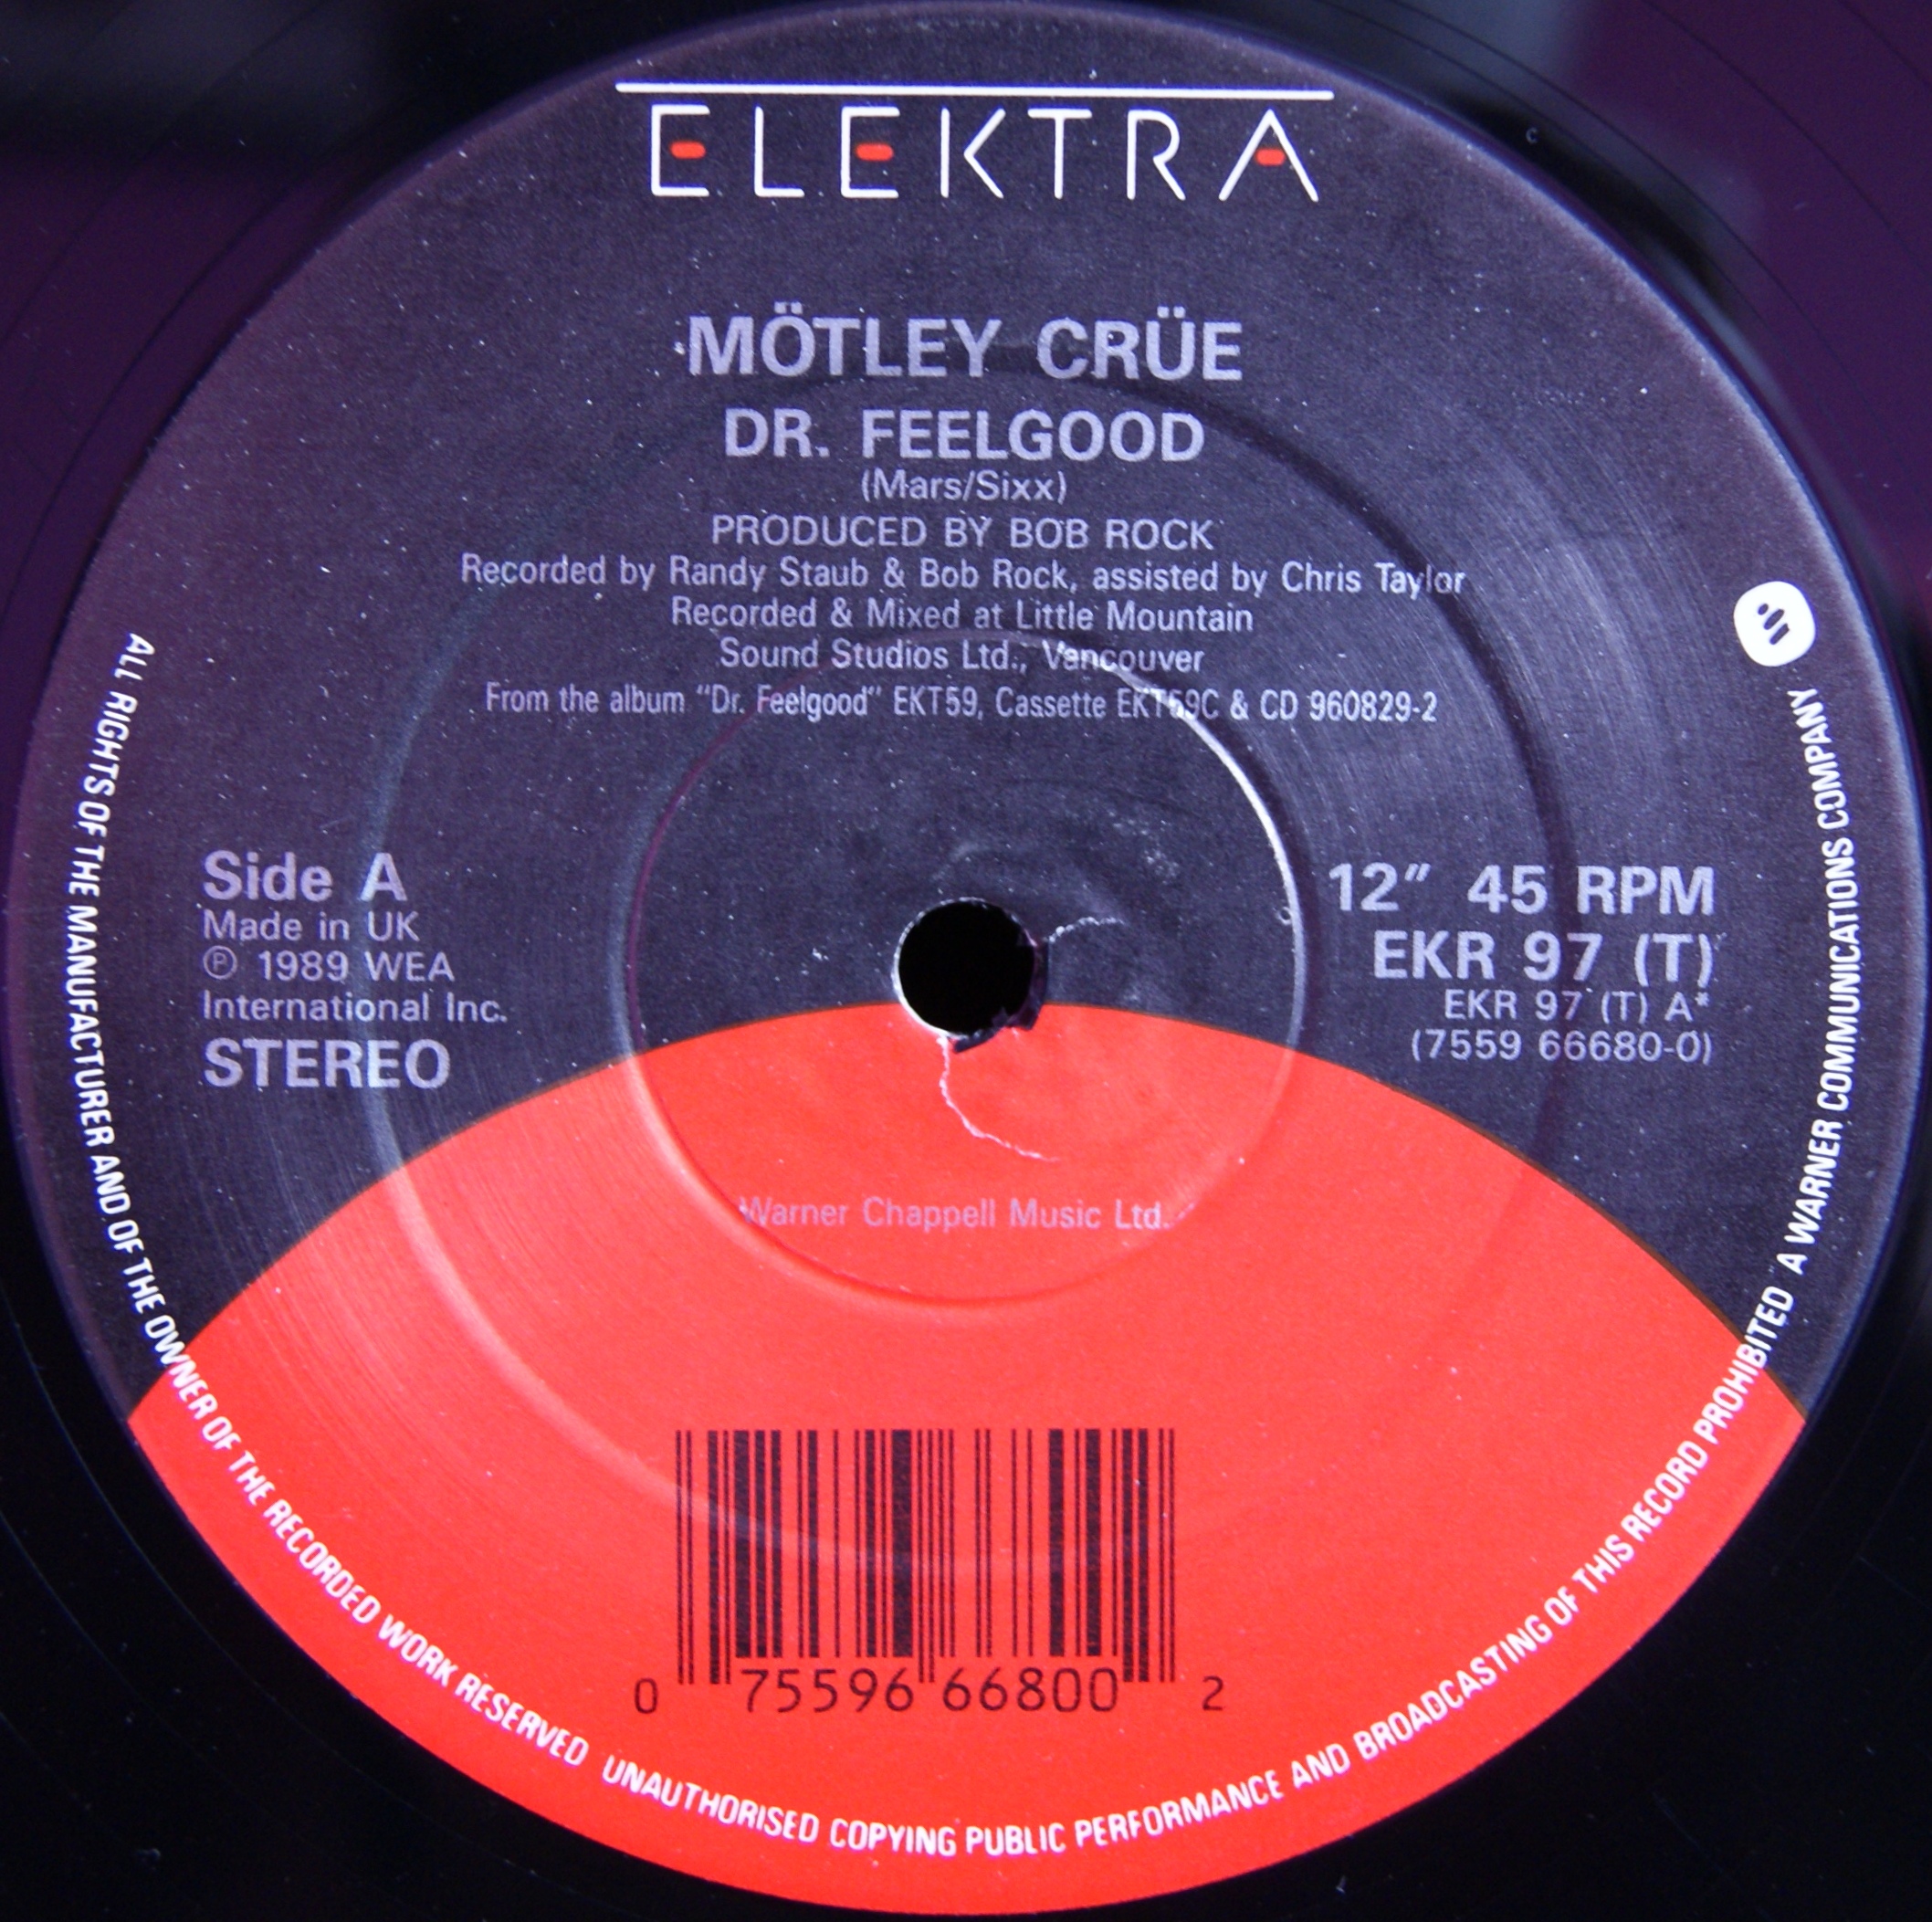 ELEKTRA
MÖTLEY CRÜE
DR. FEELGOOD
(Mars/Sixx)
PRODUCED BY BOB ROCK
Recorded by Randy Staub & Bob Rock, assisted by Chris Taylor
Recorded & Mixed at Little Mountain
Sound Studios Ltd., Vancouver
From the album "Dr. Feelgood" EKT59, Cassette EKT59C & CD 960829-2
Side A
Made in UK
℗ 1989 WEA
International Inc.
STEREO
12" 45 RPM
EKR 97 (T)
EKR 97 (T) A*
(7559 66680-0)
Warner Chappell Music Ltd.
0 75596 66800 2
ALL RIGHTS OF THE MANUFACTURER AND OF THE OWNER OF THE RECORDED WORK RESERVED UNAUTHORISED COPYING PUBLIC PERFORMANCE AND BROADCASTING OF THIS RECORD PROHIBITED A WARNER COMMUNICATIONS COMPANY